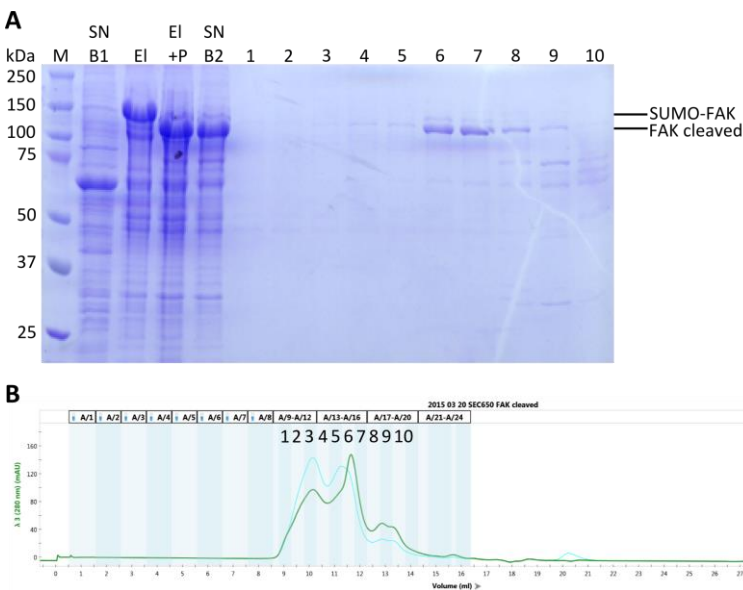 A
SN El SN
kDa M B1 El +P B2 1 2 3 4 5 6 7 8 9 10
250
150
SUMO-FAK
100
FAK cleaved
75
50
37
25
B
2015 03 20 SEC650 FAK cleaved
A/1 A/2 A/3 A/4 A/5 A/6 A/7 A/8 A/9-A/12 A/13-A/16 A/17-A/20 A/21-A/24
1 2 3 4 5 6 7 8 9 10
160
120
80
40
0
λ 3 (280 nm) (mAU)
0 1 2 3 4 5 6 7 8 9 10 11 12 13 14 15 16 17 18 19 20 21 22 23 24 25 26 27
Volume (ml)